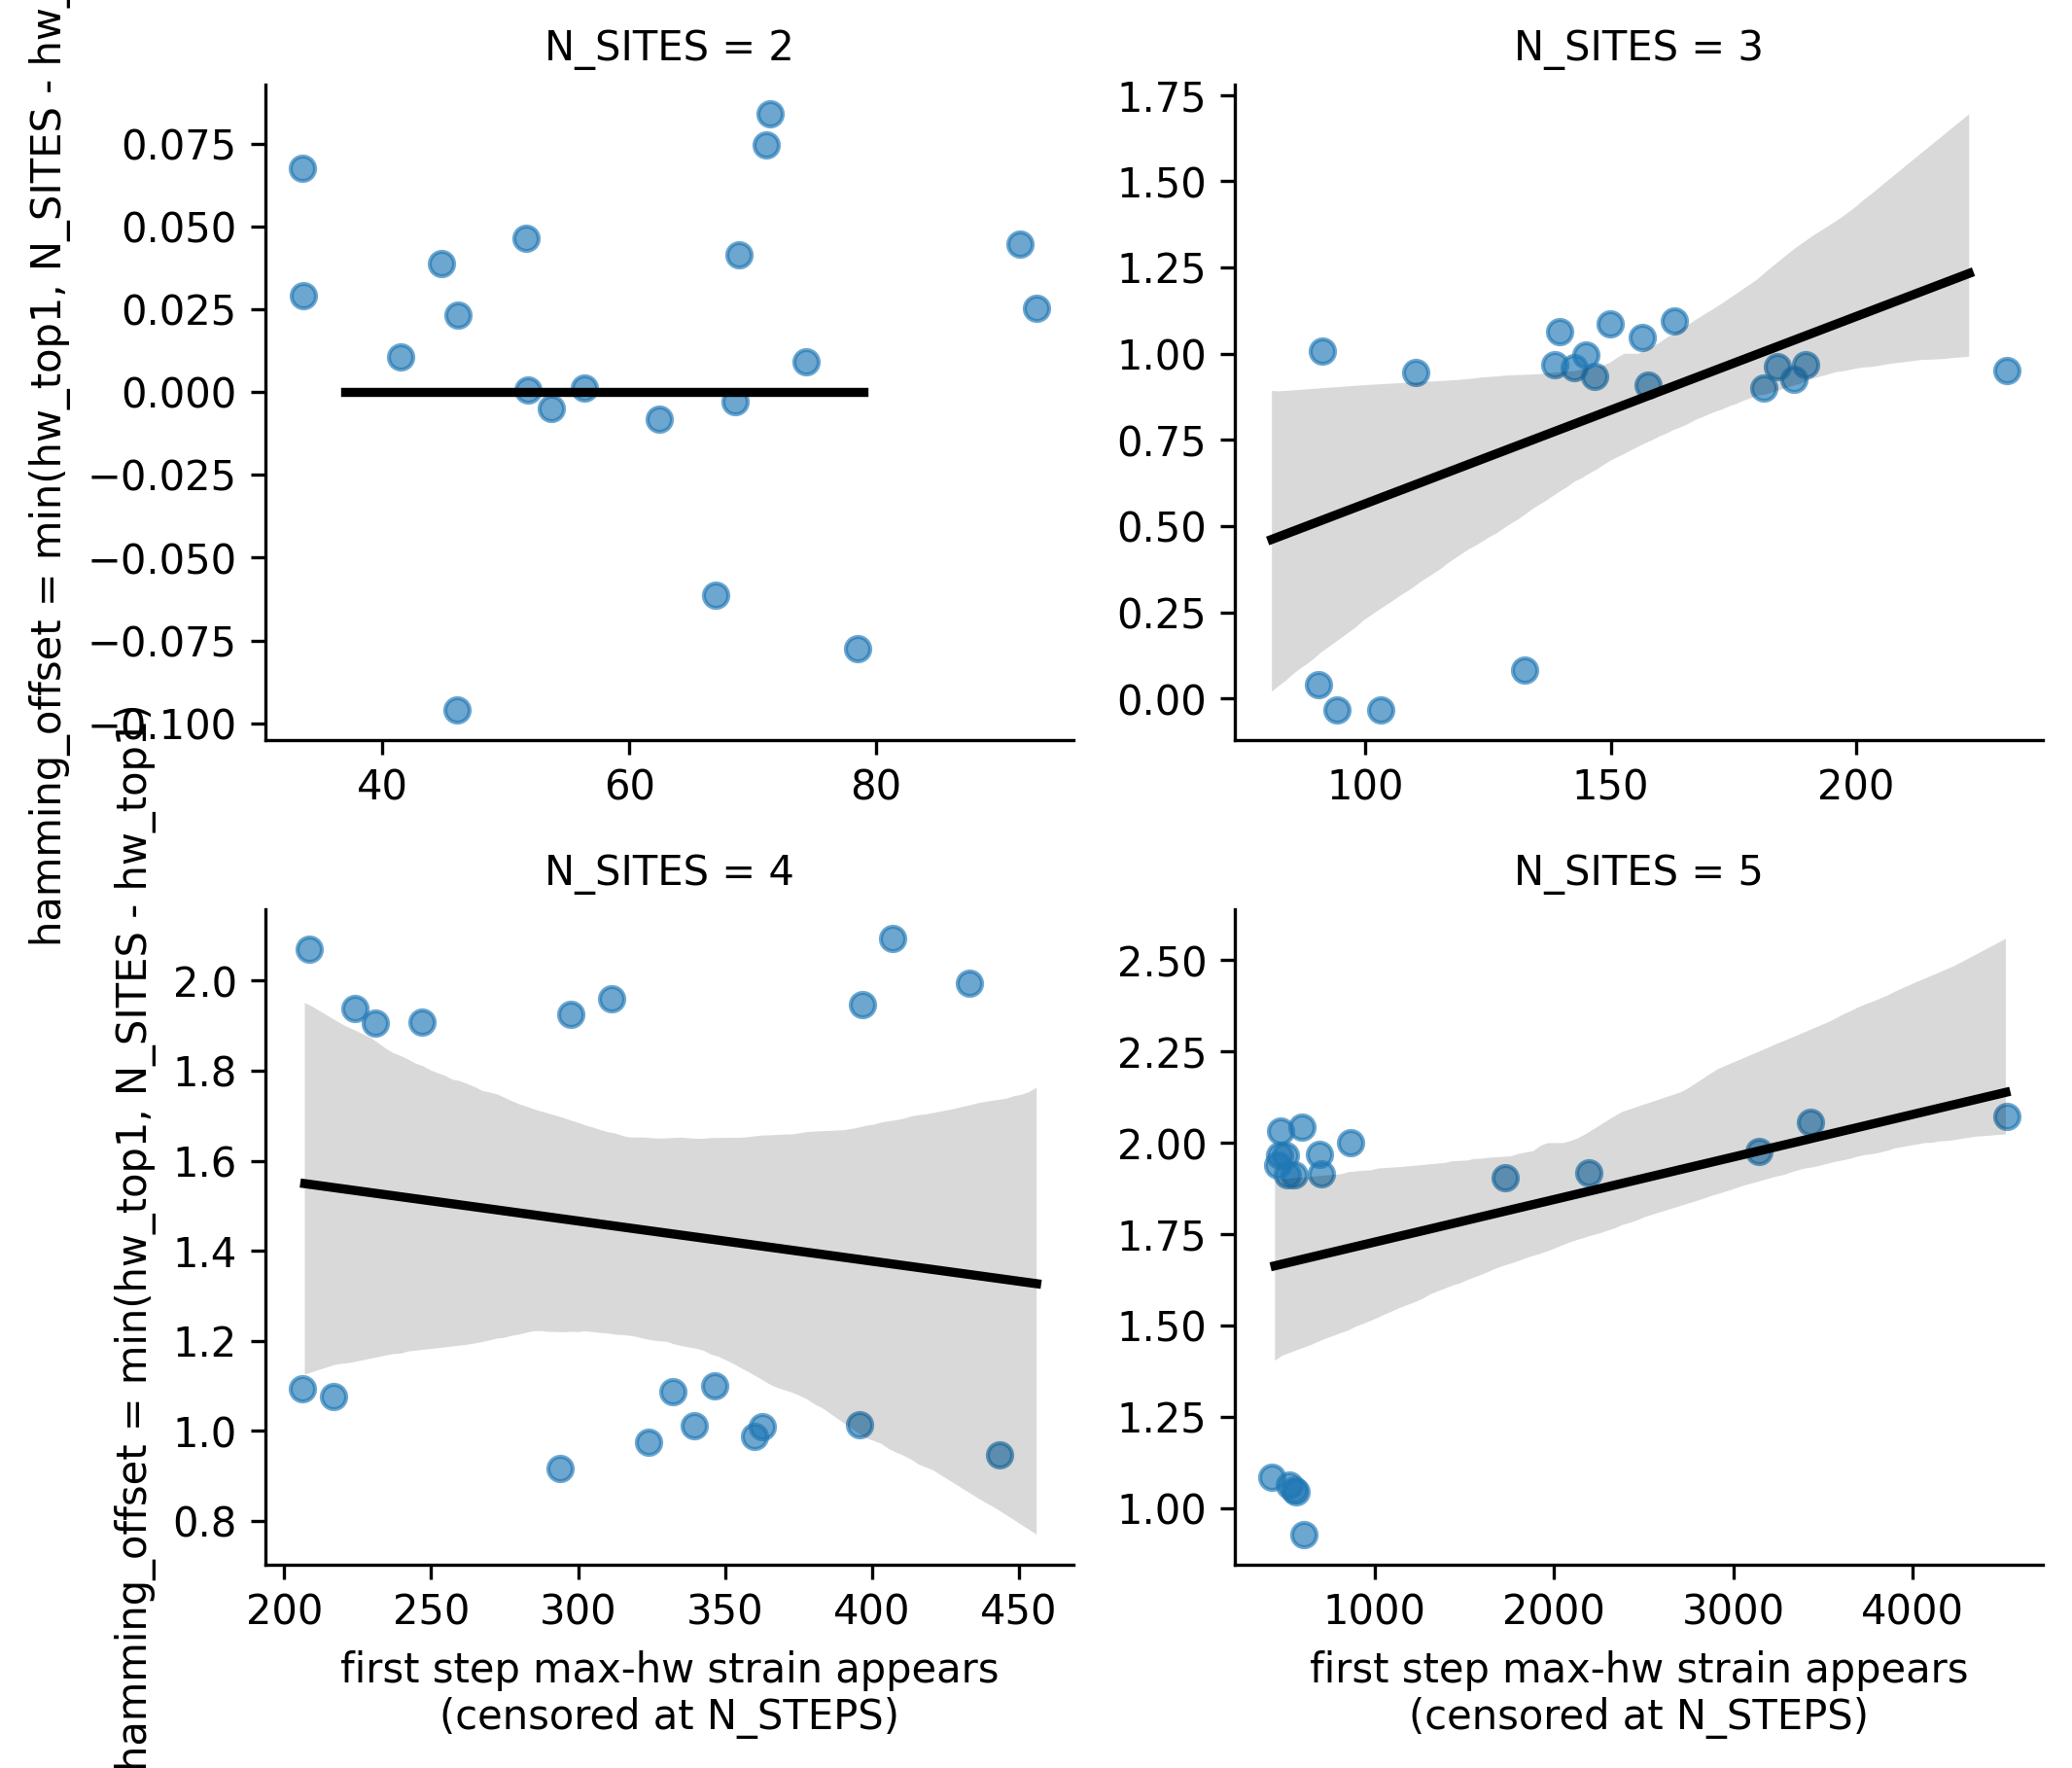 N_SITES = 2
hamming_offset = min(hw_top1, N_SITES - hw_
0.075
0.050
0.025
0.000
−0.025
−0.050
−0.075
−0.100
40 60 80
N_SITES = 3
1.75
1.50
1.25
1.00
0.75
0.50
0.25
0.00
100 150 200
N_SITES = 4
hamming_offset = min(hw_top1, N_SITES - hw_top1)
2.0
1.8
1.6
1.4
1.2
1.0
0.8
200 250 300 350 400 450
first step max-hw strain appears
(censored at N_STEPS)
N_SITES = 5
2.50
2.25
2.00
1.75
1.50
1.25
1.00
1000 2000 3000 4000
first step max-hw strain appears
(censored at N_STEPS)